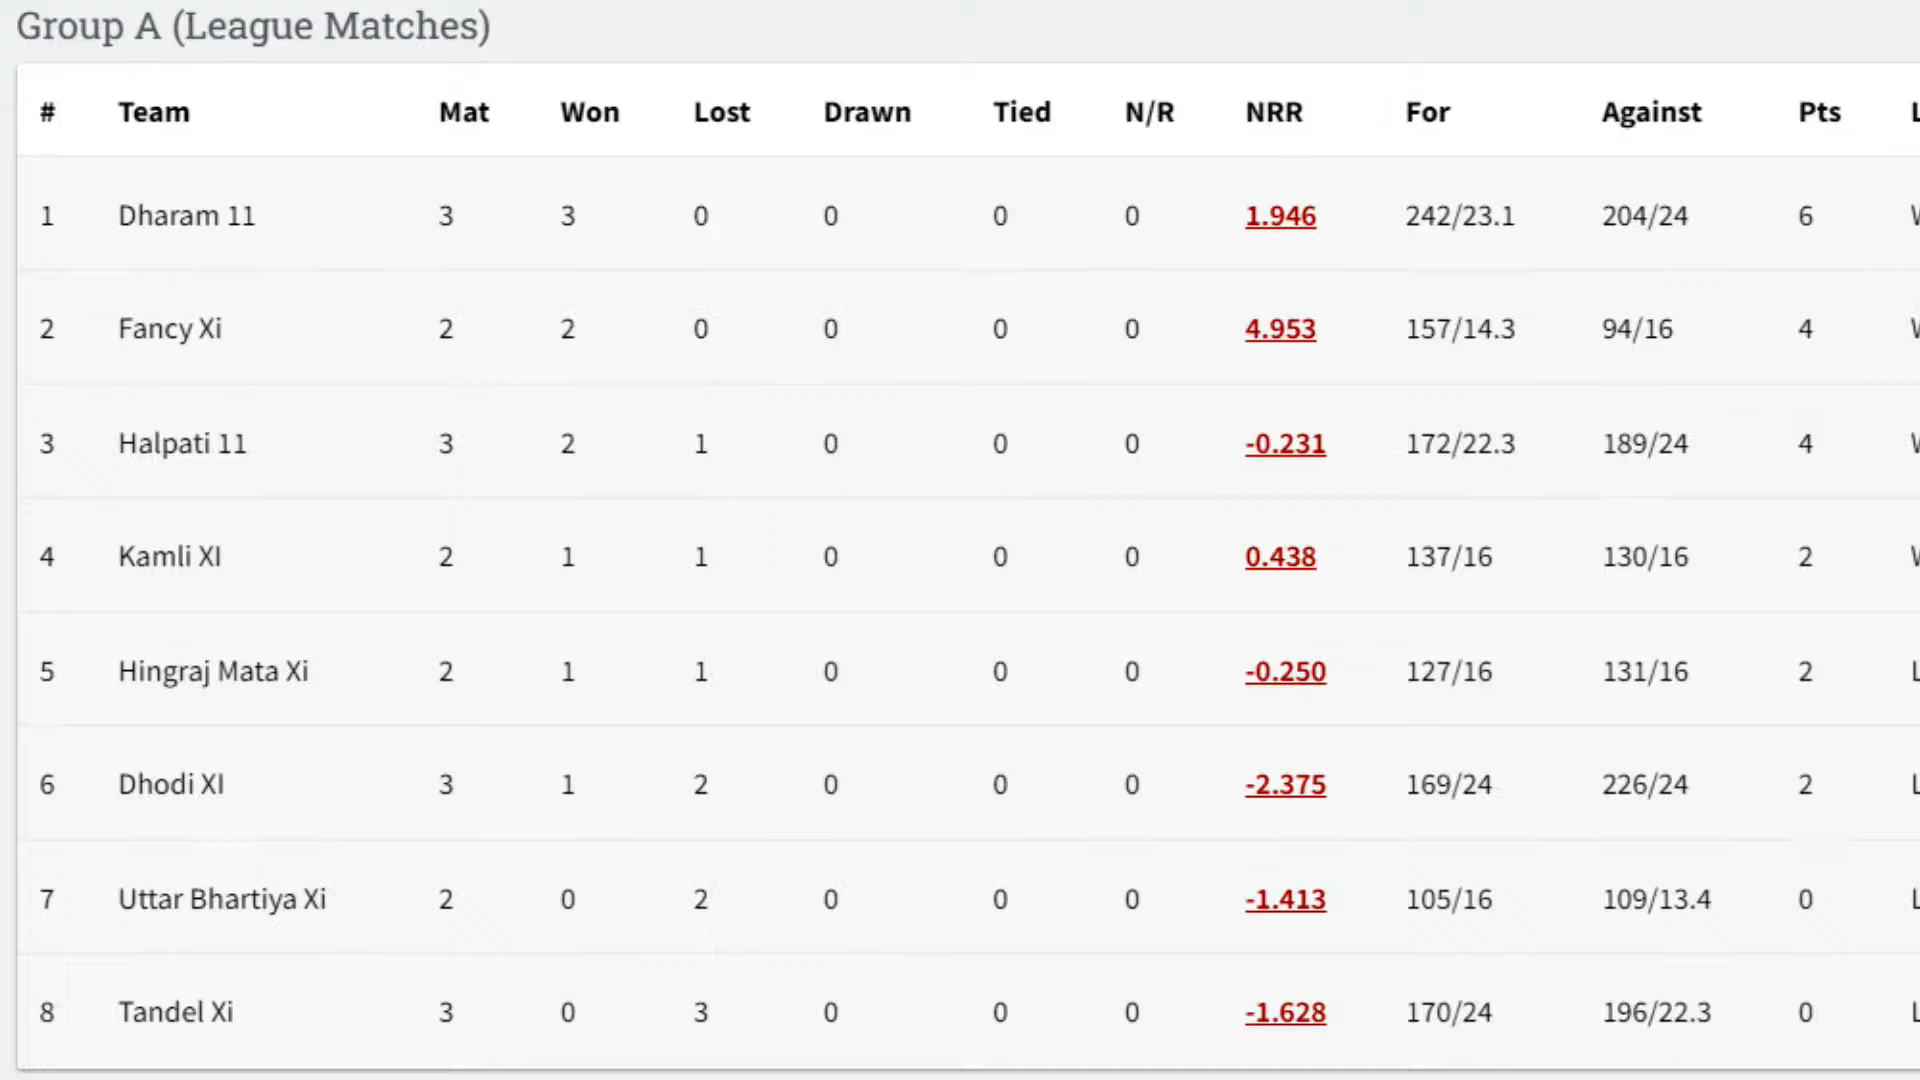 Group A (League Matches)
# Team Mat Won Lost Drawn Tied N/R NRR For Against Pts
1 Dharam 11 3 3 0 0 0 0 1.946 242/23.1 204/24 6
2 Fancy Xi 2 2 0 0 0 0 4.953 157/14.3 94/16 4
3 Halpati 11 3 2 1 0 0 0 -0.231 172/22.3 189/24 4
4 Kamli XI 2 1 1 0 0 0 0.438 137/16 130/16 2
5 Hingraj Mata Xi 2 1 1 0 0 0 -0.250 127/16 131/16 2
6 Dhodi XI 3 1 2 0 0 0 -2.375 169/24 226/24 2
7 Uttar Bhartiya Xi 2 0 2 0 0 0 -1.413 105/16 109/13.4 0
8 Tandel Xi 3 0 3 0 0 0 -1.628 170/24 196/22.3 0